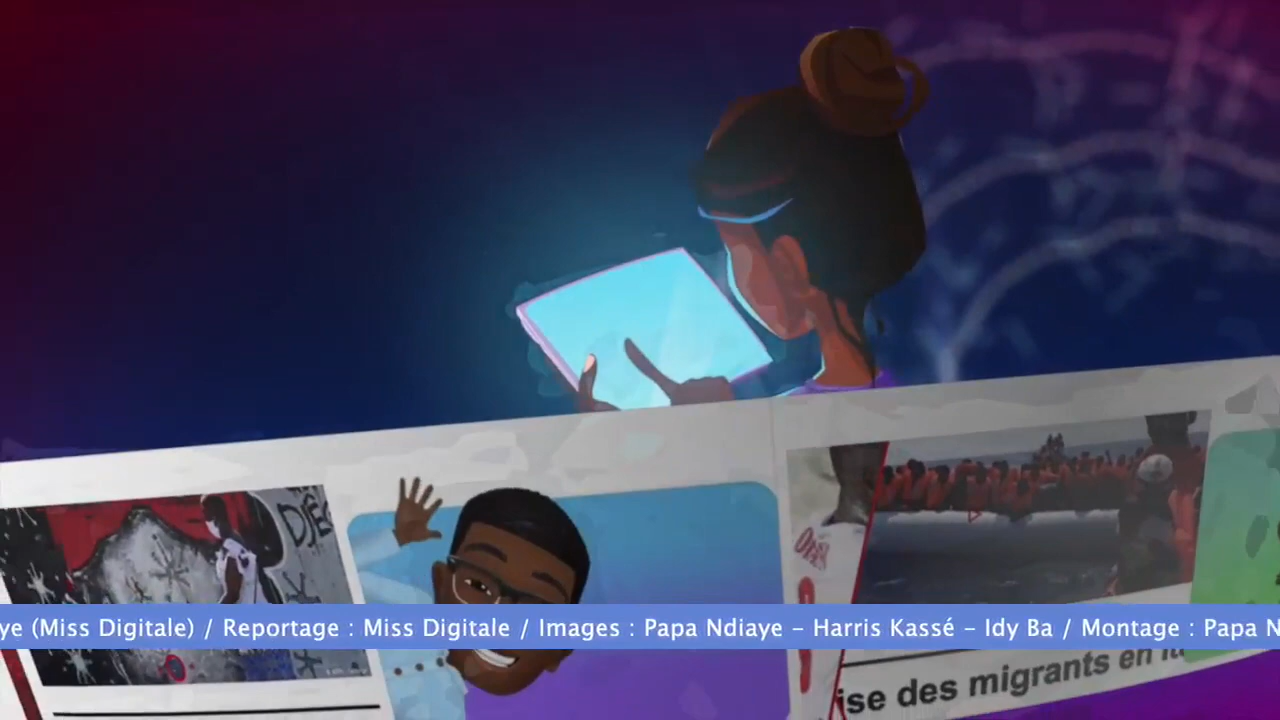 DJE
ye (Miss Digitale) / Reportage : Miss Digitale / Images : Papa Ndiaye – Harris Kassé – Idy Ba / Montage : Papa N
ise des migrants en